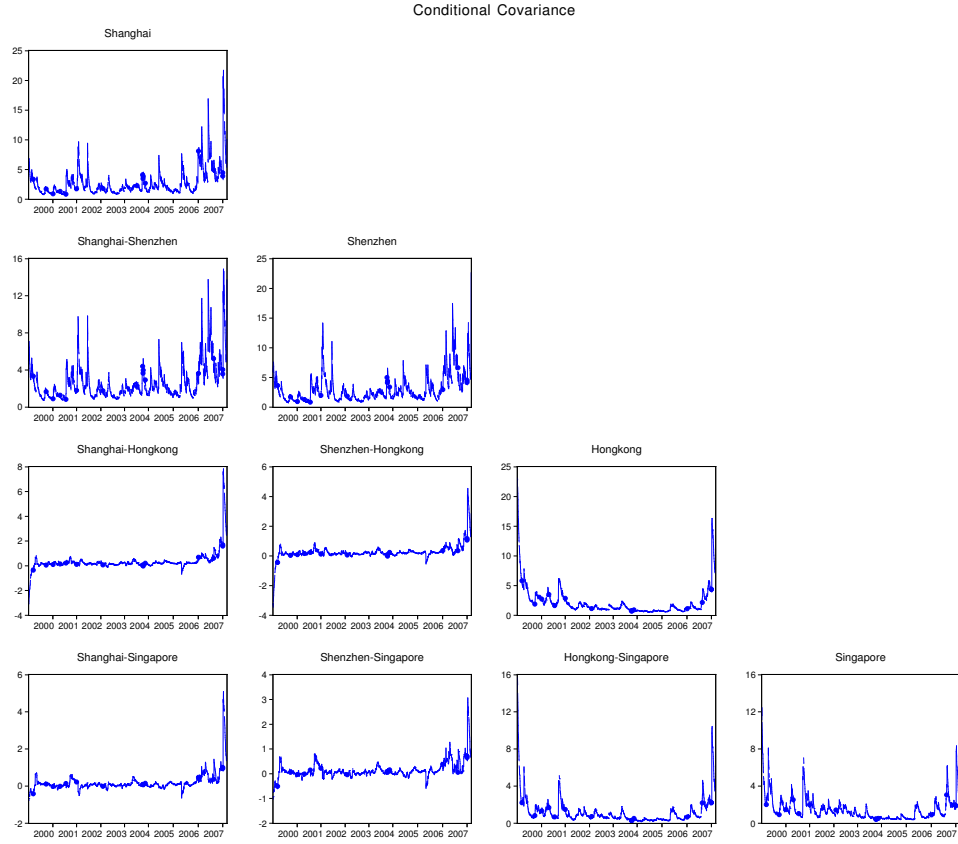 Conditional Covariance
Shanghai
25
20
15
10
5
0
2000 2001 2002 2003 2004 2005 2006 2007
Shanghai-Shenzhen
16
12
8
4
0
2000 2001 2002 2003 2004 2005 2006 2007
Shenzhen
25
20
15
10
5
0
2000 2001 2002 2003 2004 2005 2006 2007
Shanghai-Hongkong
8
6
4
2
0
-2
-4
2000 2001 2002 2003 2004 2005 2006 2007
Shenzhen-Hongkong
6
4
2
0
-2
-4
2000 2001 2002 2003 2004 2005 2006 2007
Hongkong
25
20
15
10
5
0
2000 2001 2002 2003 2004 2005 2006 2007
Shanghai-Singapore
6
4
2
0
-2
2000 2001 2002 2003 2004 2005 2006 2007
Shenzhen-Singapore
4
3
2
1
0
-1
-2
2000 2001 2002 2003 2004 2005 2006 2007
Hongkong-Singapore
16
12
8
4
0
2000 2001 2002 2003 2004 2005 2006 2007
Singapore
16
12
8
4
0
2000 2001 2002 2003 2004 2005 2006 2007